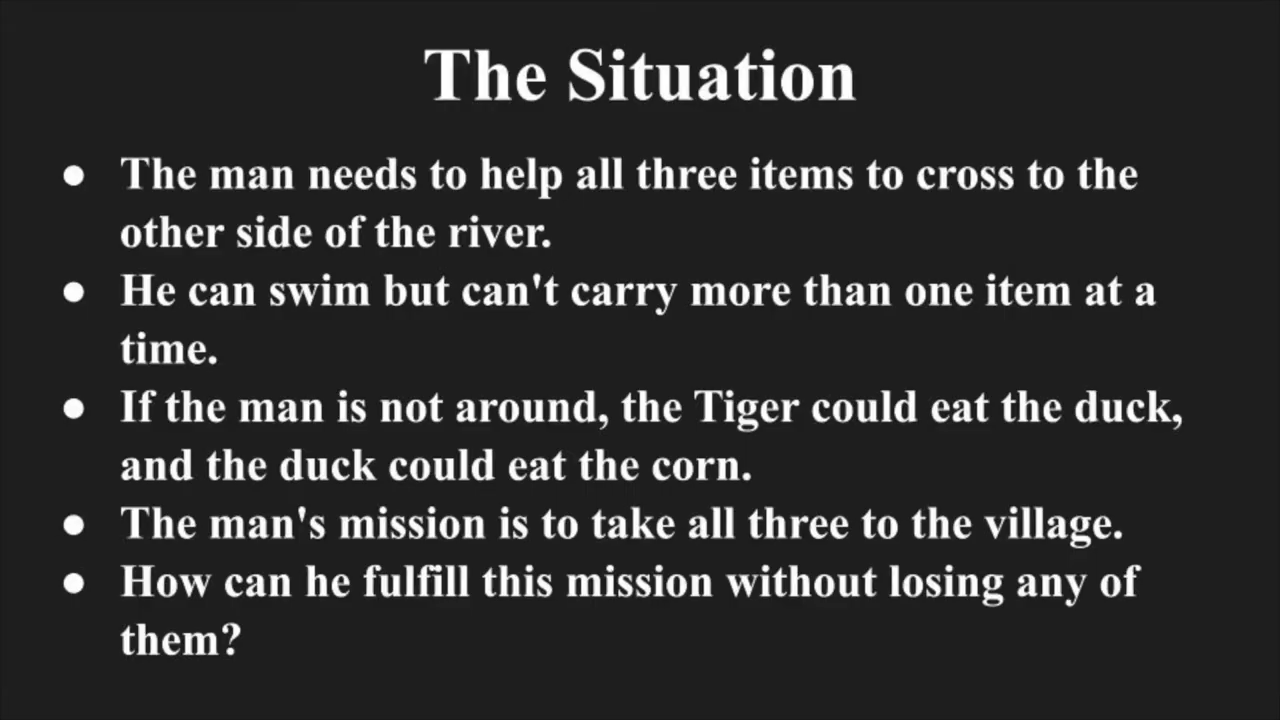 The Situation
● The man needs to help all three items to cross to the
other side of the river.
● He can swim but can't carry more than one item at a
time.
● If the man is not around, the Tiger could eat the duck,
and the duck could eat the corn.
● The man's mission is to take all three to the village.
● How can he fulfill this mission without losing any of
them?